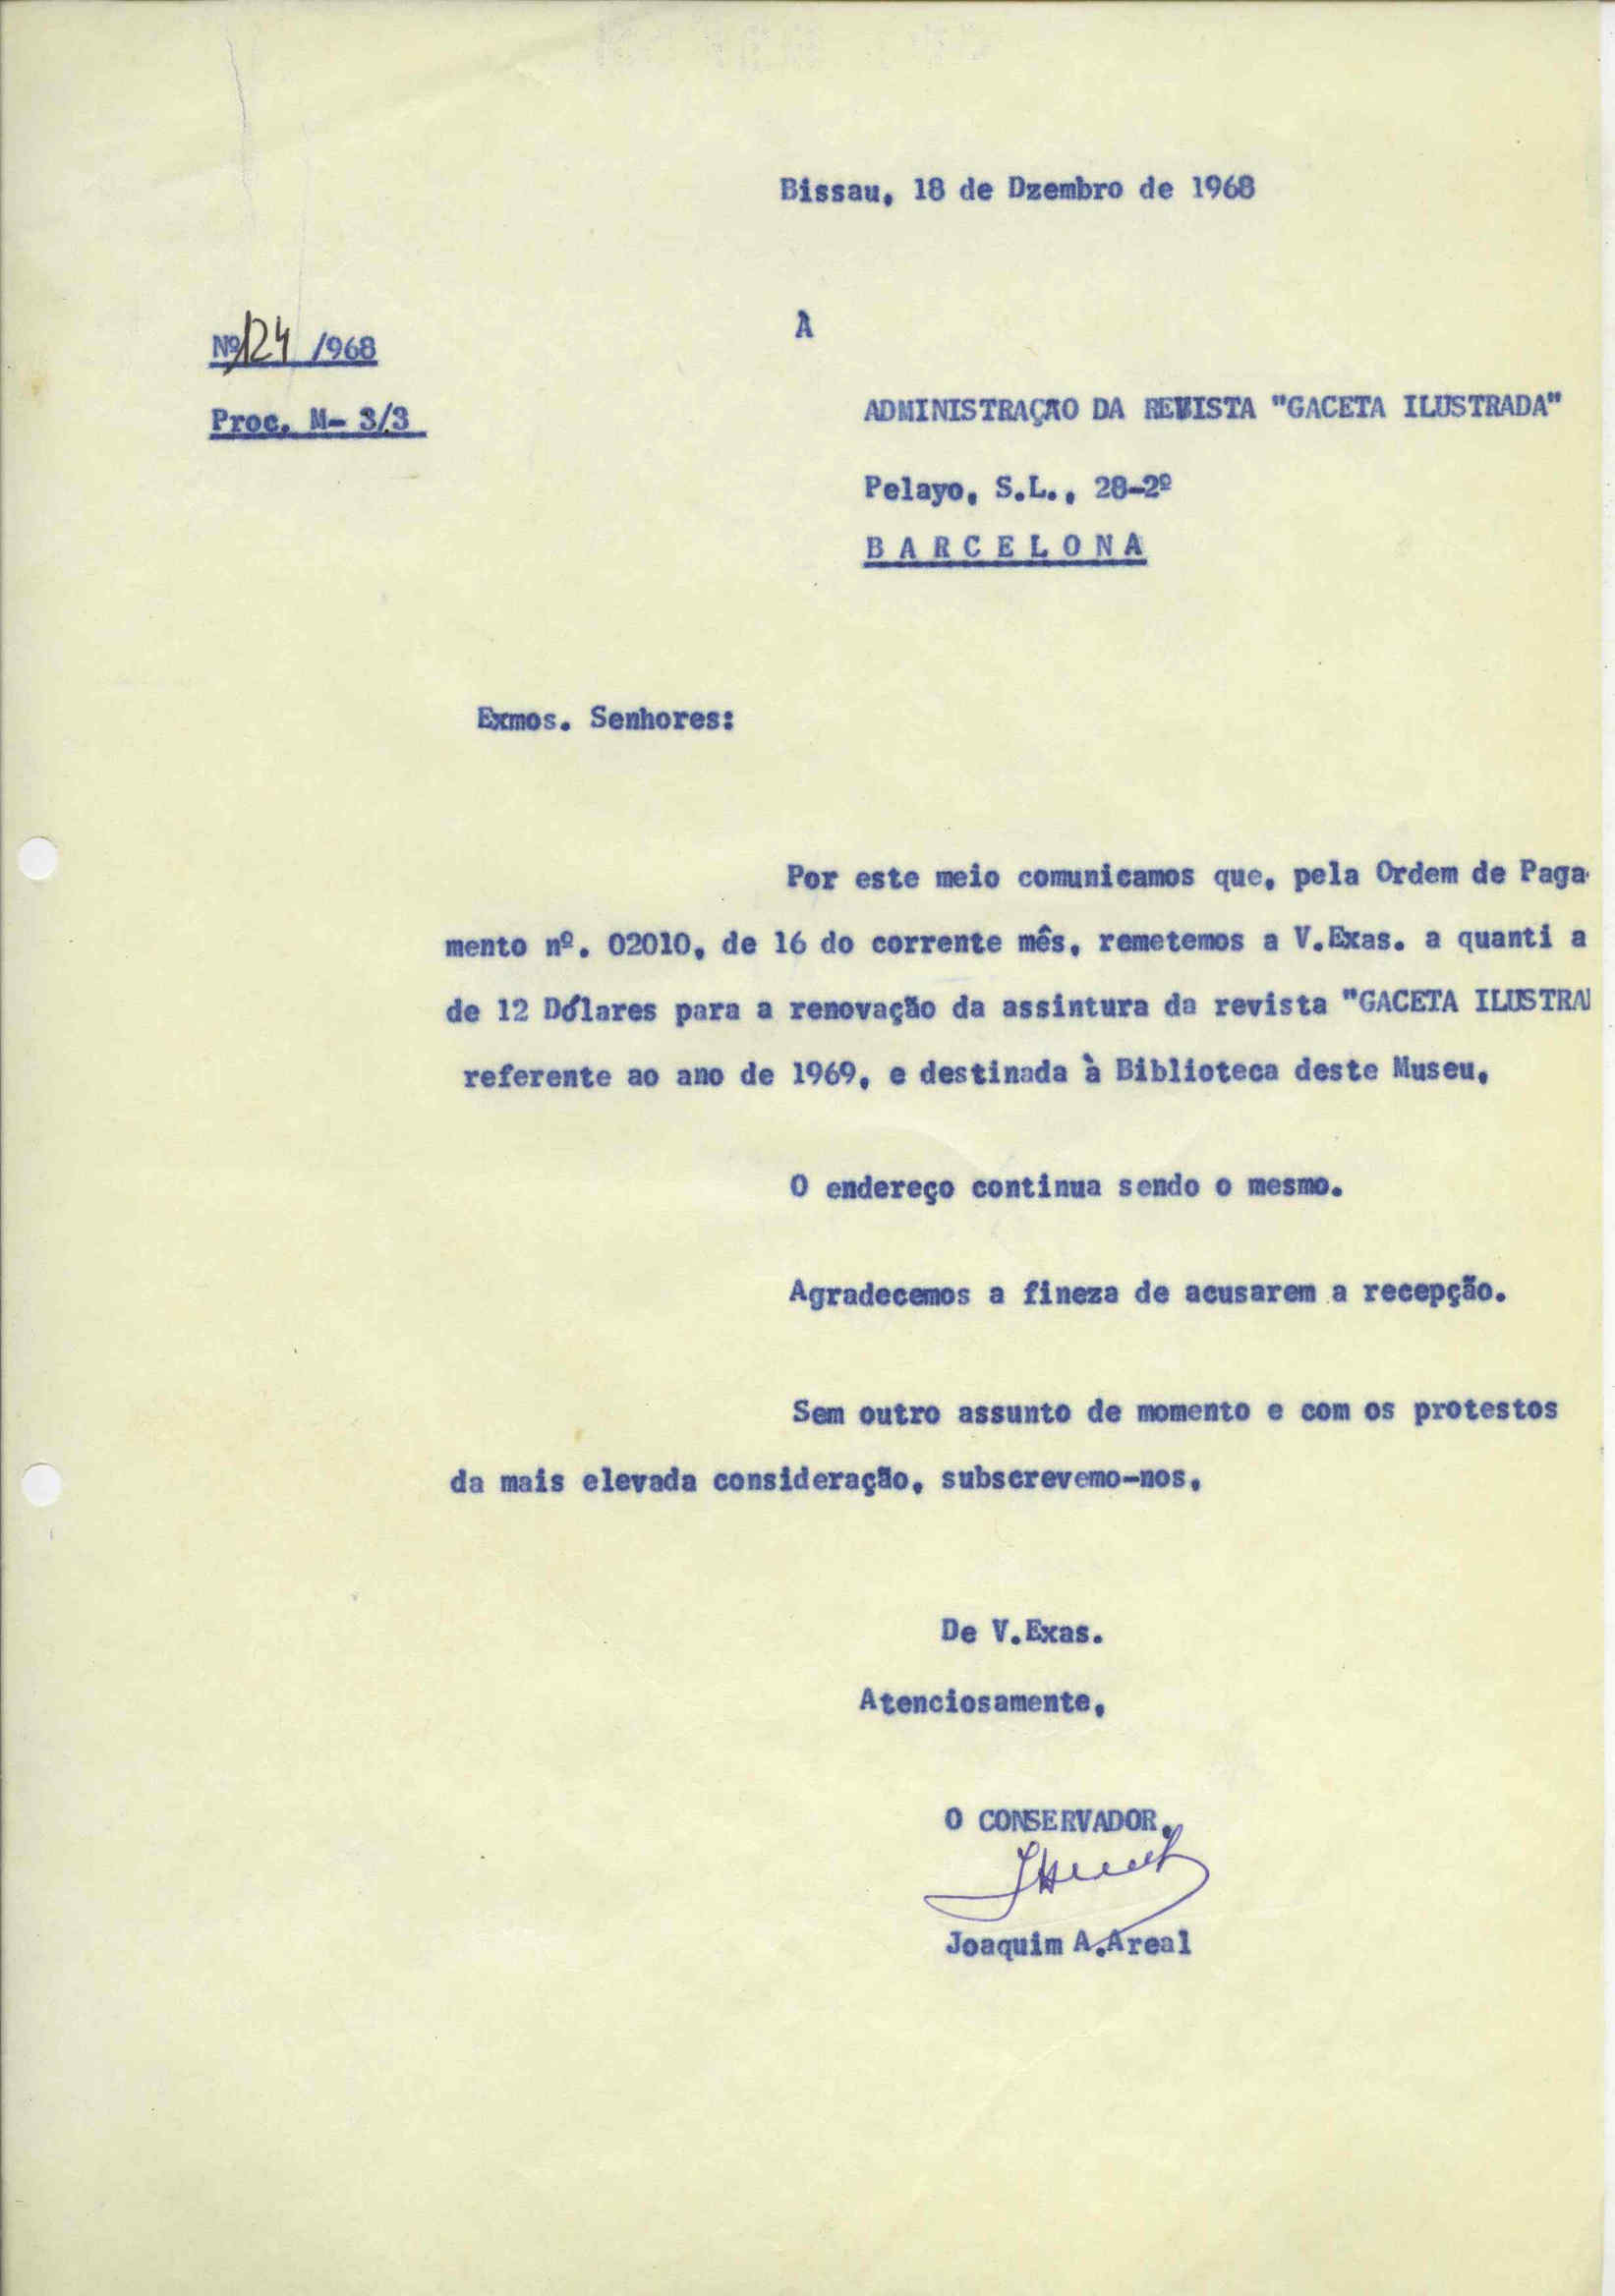 Bissau, 18 de Dzembro de 1968
Nº124 /968
Proc. M- 3/3
À
ADMINISTRAÇÃO DA REVISTA "GACETA ILUSTRADA"
Pelayo, S.L., 28-2º
BARCELONA
Exmos. Senhores:
Por este meio comunicamos que, pela Ordem de Paga-
mento nº. 02010, de 16 do corrente mês, remetemos a V.Exas. a quanti a
de 12 Dólares para a renovação da assintura da revista "GACETA ILUSTRA
referente ao ano de 1969, e destinada à Biblioteca deste Museu,
O endereço continua sendo o mesmo.
Agradecemos a fineza de acusarem a recepção.
Sem outro assunto de momento e com os protestos
da mais elevada consideração, subscrevemo-nos,
De V.Exas.
Atenciosamente,
O CONSERVADOR,
Joaquim A.Areal